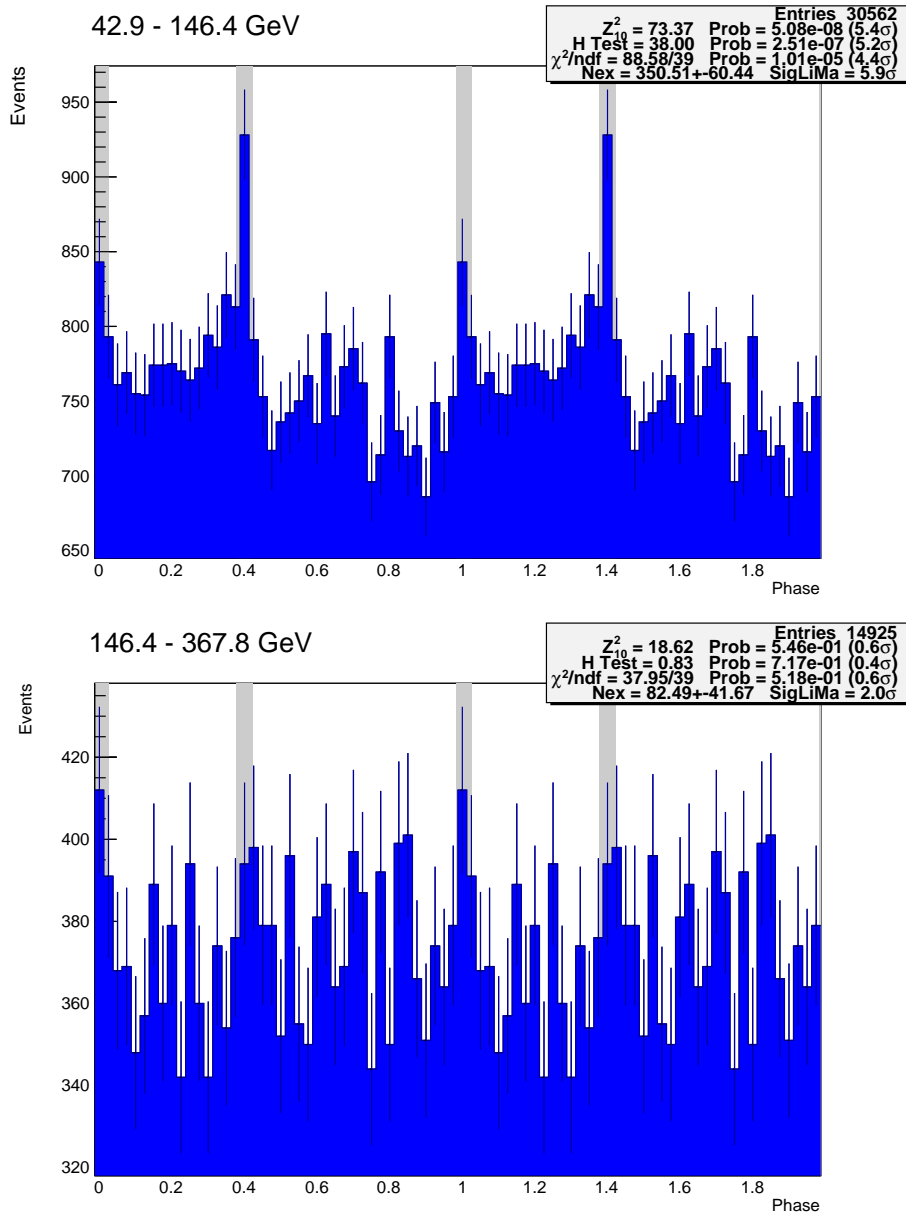 42.9 - 146.4 GeV
Entries 30562
Z²₁₀ = 73.37 Prob = 5.08e-08 (5.4σ)
H Test = 38.00 Prob = 2.51e-07 (5.2σ)
χ²/ndf = 88.58/39 Prob = 1.01e-05 (4.4σ)
Nex = 350.51+-60.44 SigLiMa = 5.9σ
Events
950
900
850
800
750
700
650
0 0.2 0.4 0.6 0.8 1 1.2 1.4 1.6 1.8
Phase
146.4 - 367.8 GeV
Entries 14925
Z²₁₀ = 18.62 Prob = 5.46e-01 (0.6σ)
H Test = 0.83 Prob = 7.17e-01 (0.4σ)
χ²/ndf = 37.95/39 Prob = 5.18e-01 (0.6σ)
Nex = 82.49+-41.67 SigLiMa = 2.0σ
Events
420
400
380
360
340
320
0 0.2 0.4 0.6 0.8 1 1.2 1.4 1.6 1.8
Phase